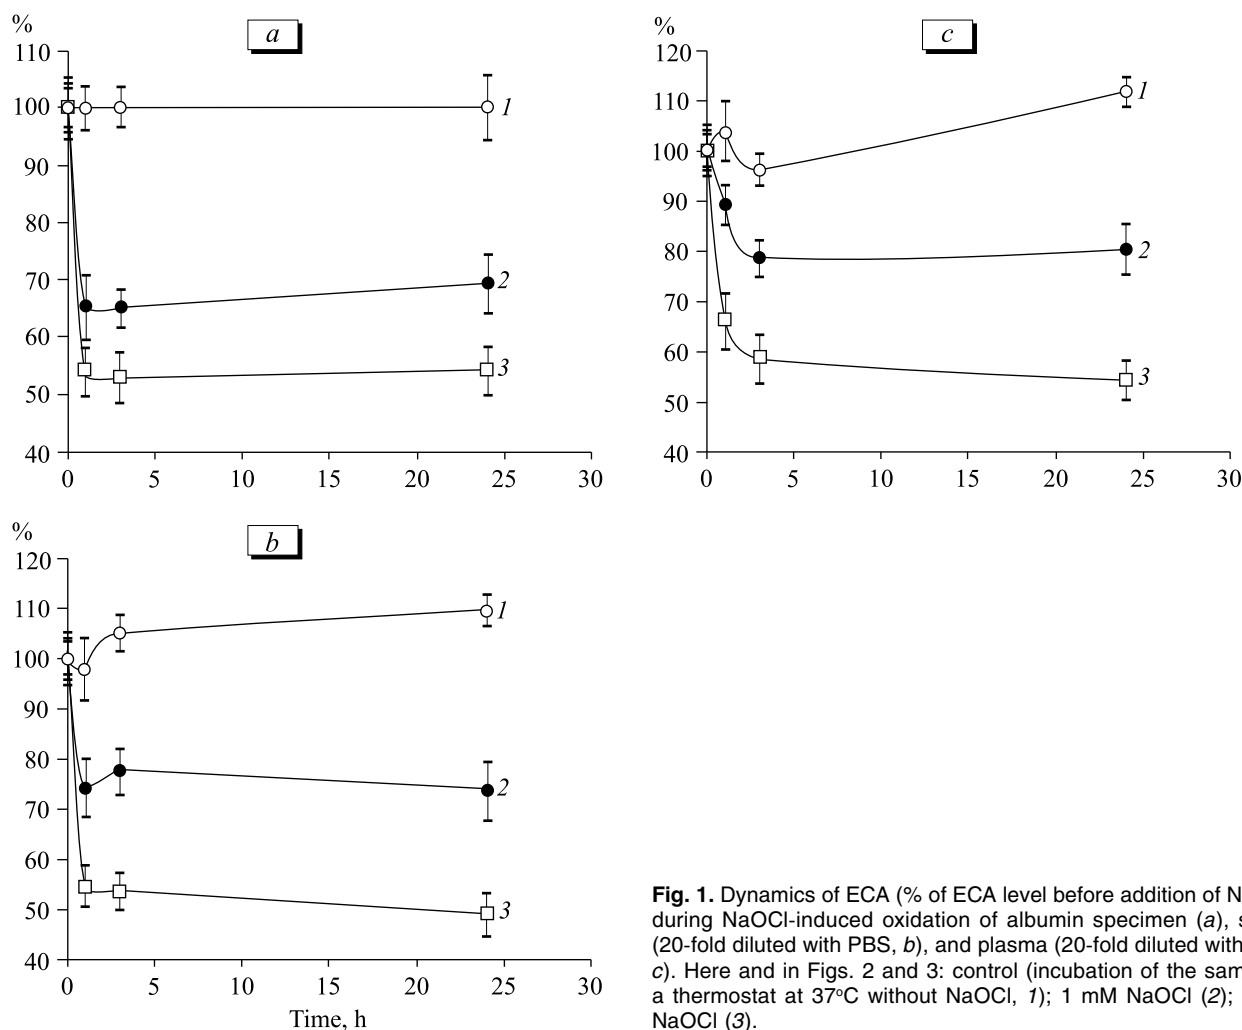 %
a
110
100
90
80
70
60
50
40
0 5 10 15 20 25 30
1
2
3
%
c
120
110
100
90
80
70
60
50
40
0 5 10 15 20 25 30
1
2
3
%
b
120
110
100
90
80
70
60
50
40
0 5 10 15 20 25 30
Time, h
1
2
3
Fig. 1. Dynamics of ECA (% of ECA level before addition of N
during NaOCl-induced oxidation of albumin specimen (a), s
(20-fold diluted with PBS, b), and plasma (20-fold diluted with
c). Here and in Figs. 2 and 3: control (incubation of the sam
a thermostat at 37°C without NaOCl, 1); 1 mM NaOCl (2);
NaOCl (3).